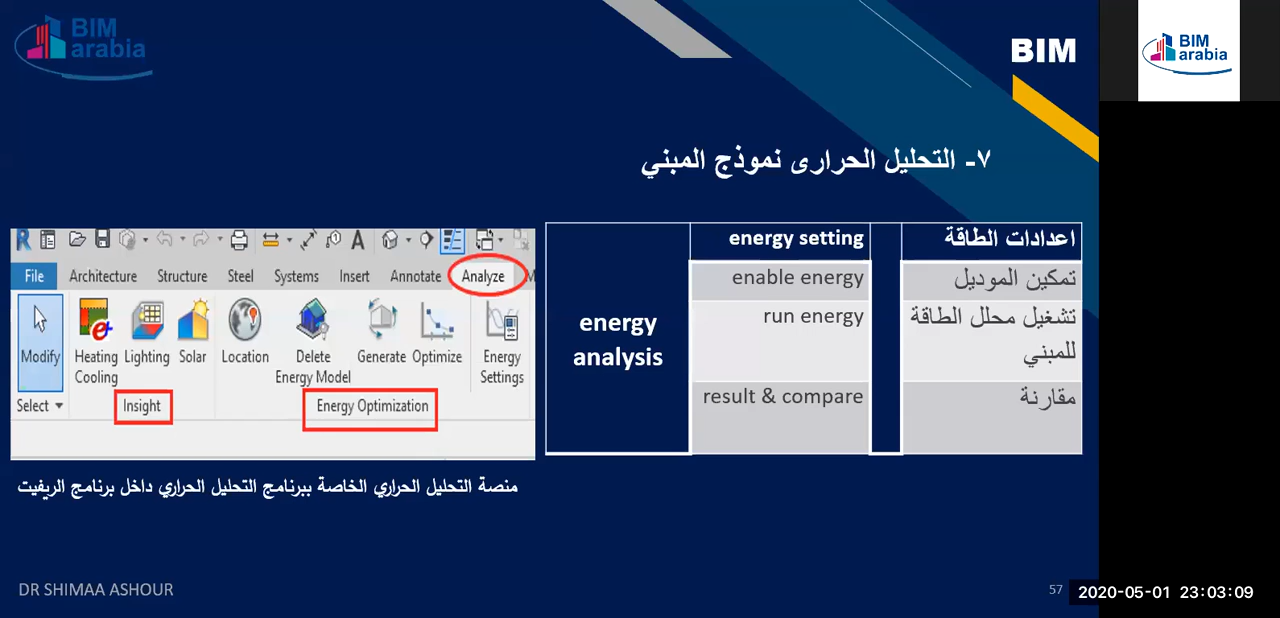 BIM
arabia
BIM
BIM
arabia
٧- التحليل الحرارى نموذج المبني
File Architecture Structure Steel Systems Insert Annotate Analyze M
Modify
Heating
Cooling
Lighting
Solar
Location
Delete
Energy Model
Generate
Optimize
Energy
Settings
Select
Insight
Energy Optimization
energy
analysis
energy setting
اعدادات الطاقة
enable energy
تمكين الموديل
run energy
تشغيل محلل الطاقة
للمبني
result & compare
مقارنة
منصة التحليل الحراري الخاصة ببرنامج التحليل الحراري داخل برنامج الريفيت
DR SHIMAA ASHOUR
57
2020-05-01 23:03:09